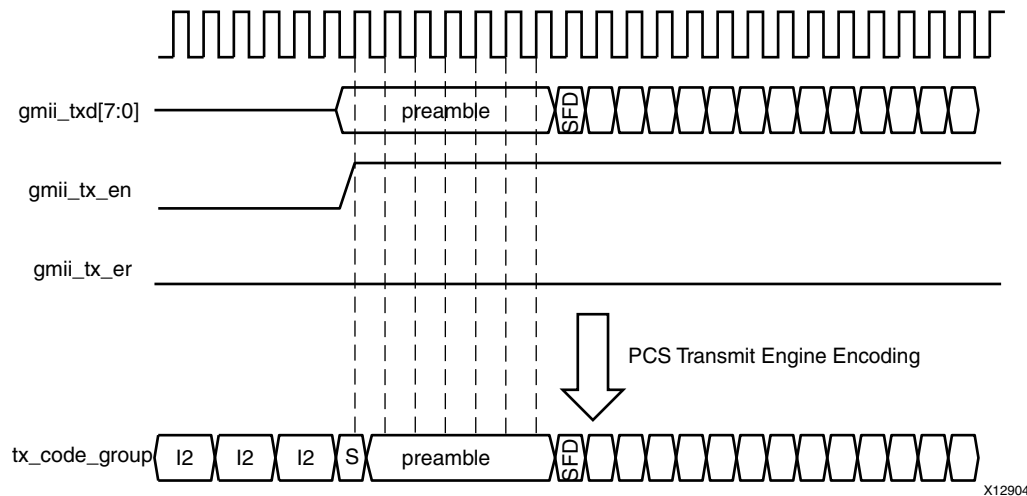 gmii_txd[7:0] preamble SFD
gmii_tx_en
gmii_tx_er
PCS Transmit Engine Encoding
tx_code_group I2 I2 I2 S preamble SFD
X12904